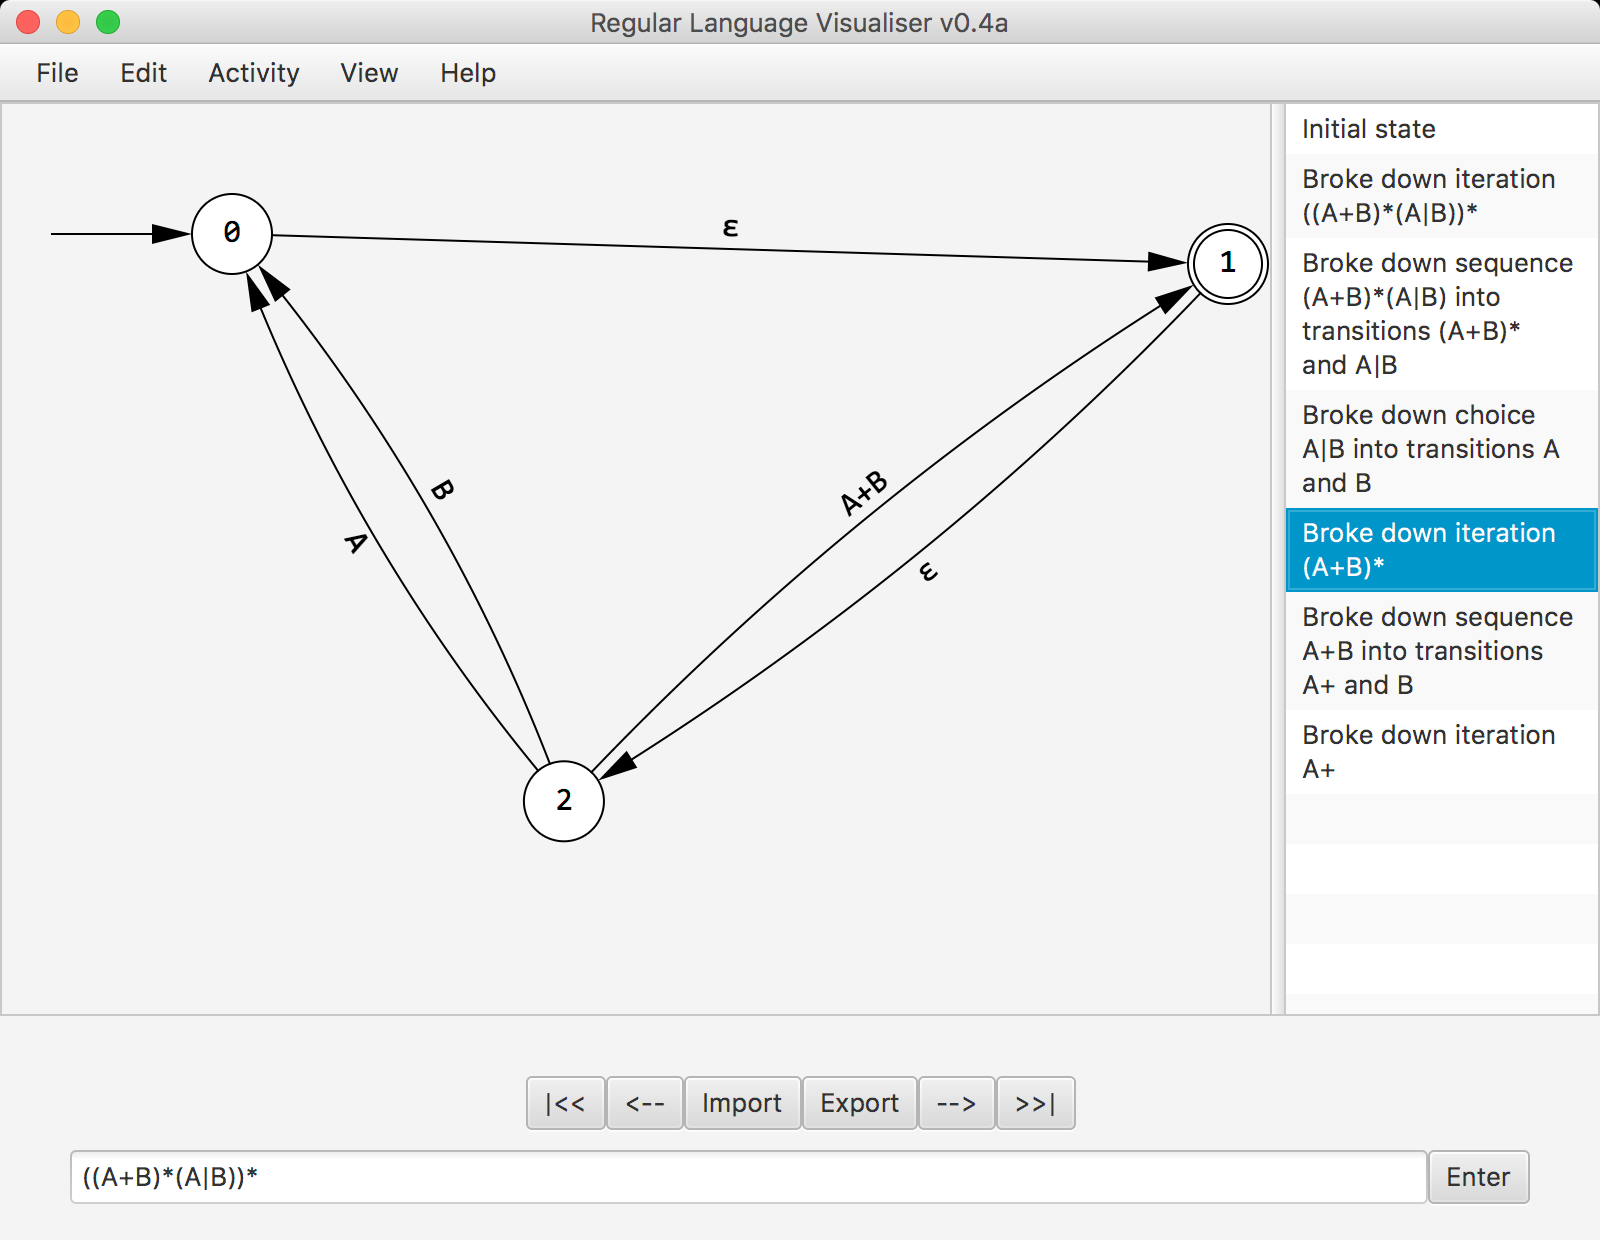 Regular Language Visualiser v0.4a
File Edit Activity View Help
0
ε
1
B
A
A+B
ε
2
Initial state
Broke down iteration
((A+B)*(A|B))*
Broke down sequence
(A+B)*(A|B) into
transitions (A+B)*
and A|B
Broke down choice
A|B into transitions A
and B
Broke down iteration
(A+B)*
Broke down sequence
A+B into transitions
A+ and B
Broke down iteration
A+
|<< <-- Import Export --> >>|
((A+B)*(A|B))* Enter